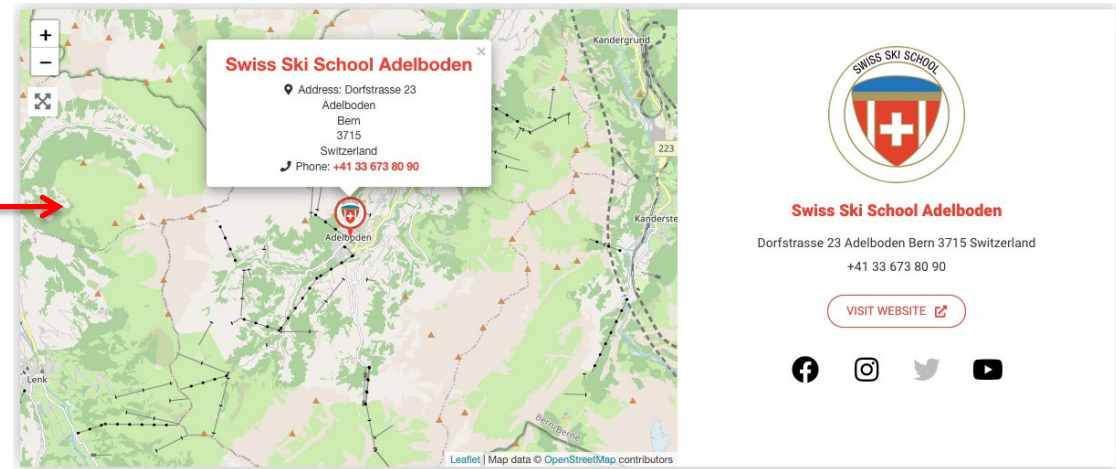 +
−
Swiss Ski School Adelboden
×
Address: Dorfstrasse 23
Adelboden
Bern
3715
Switzerland
Phone: +41 33 673 80 90
Kandergrund
223
Kanderste
Adelboden
Lenk
Bern/Berne
Leaflet | Map data © OpenStreetMap contributors
SWISS SKI SCHOOL
Swiss Ski School Adelboden
Dorfstrasse 23 Adelboden Bern 3715 Switzerland
+41 33 673 80 90
VISIT WEBSITE